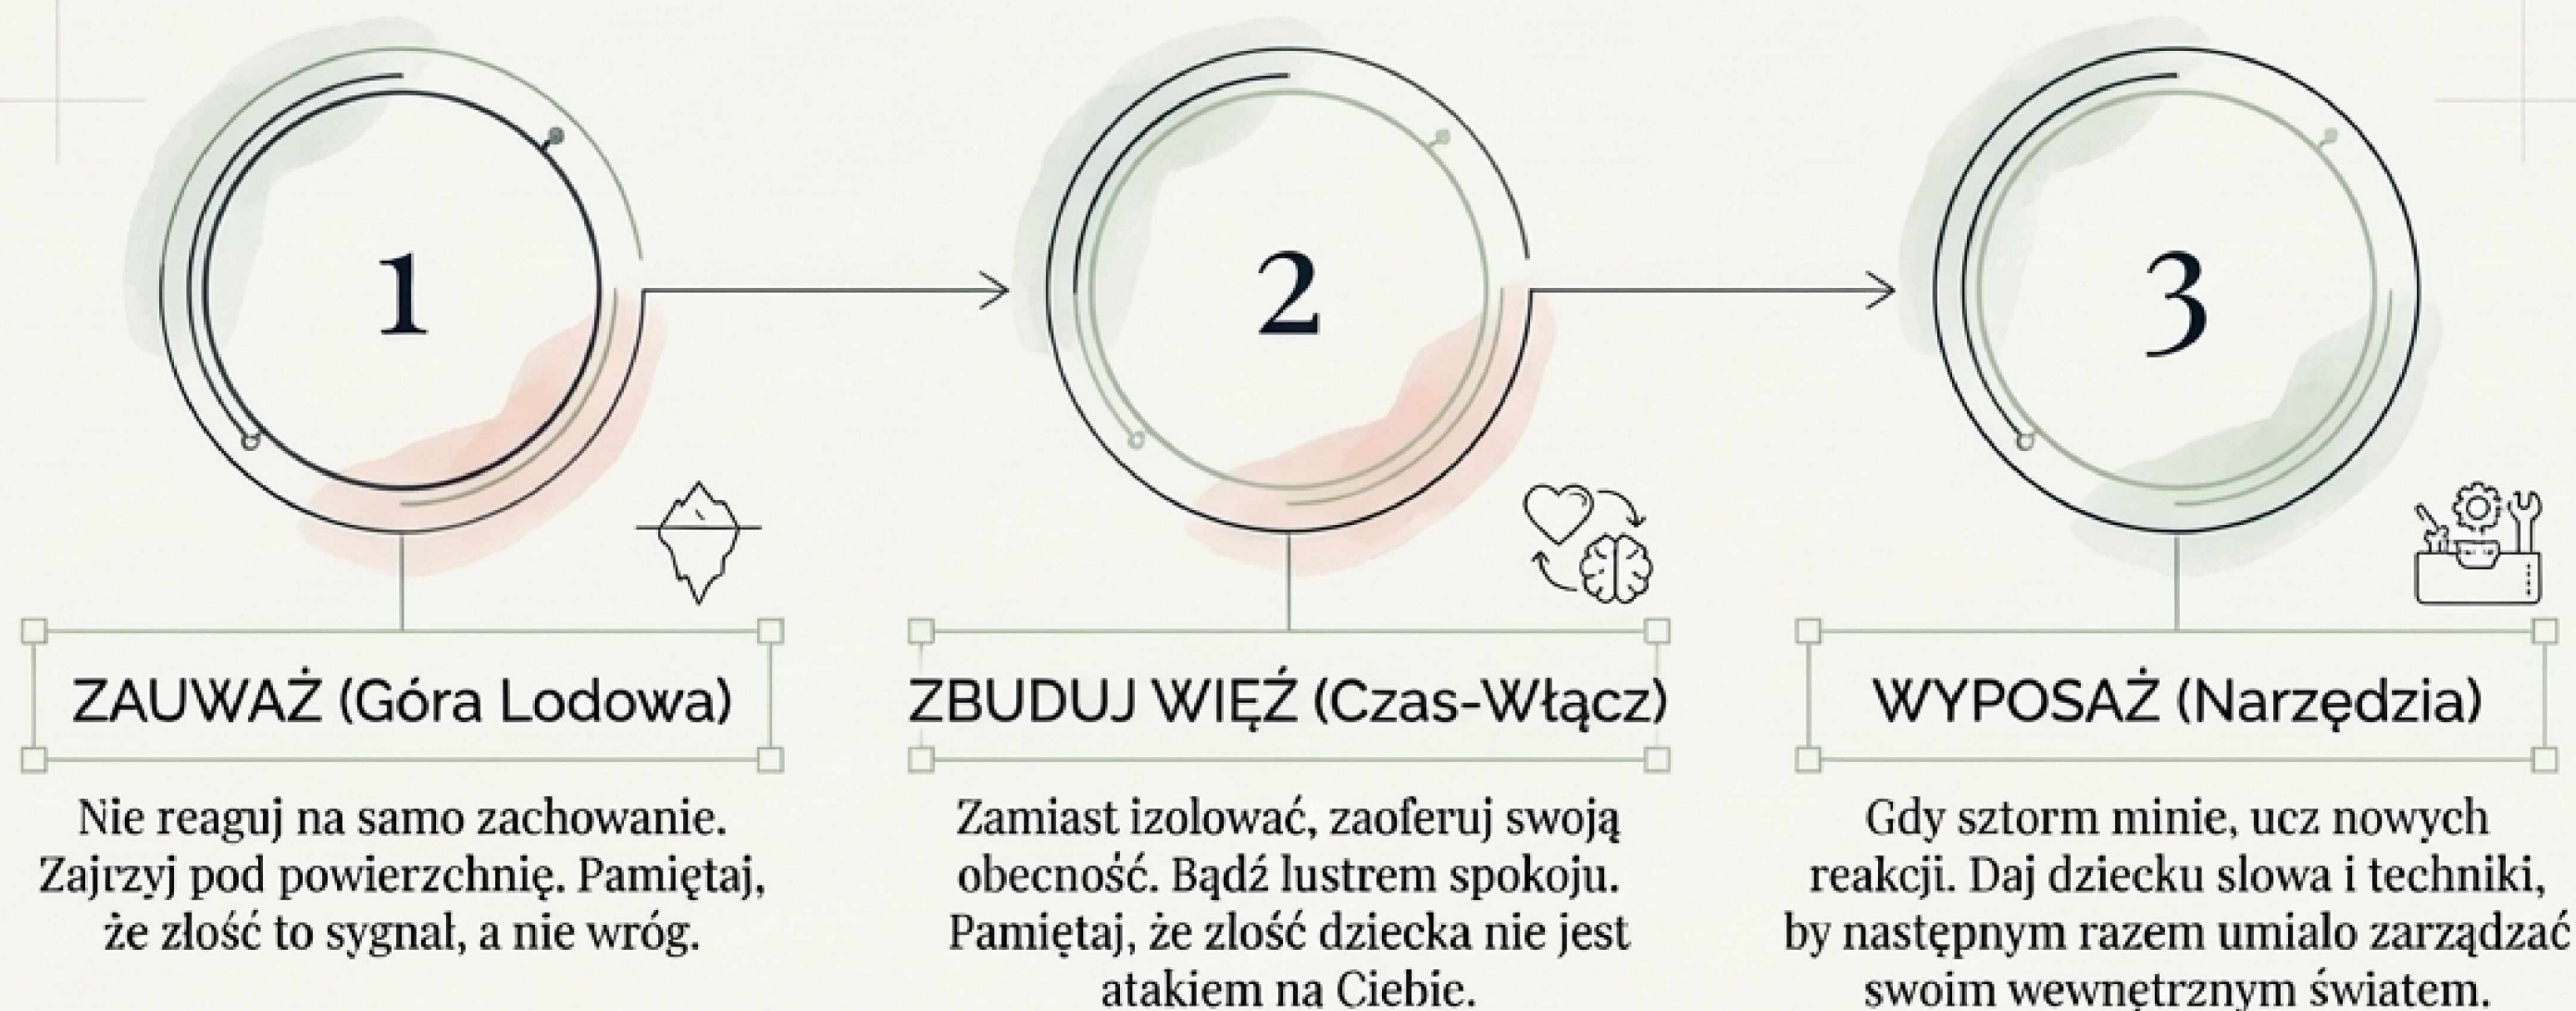 1
2
3
ZAUWAŻ (Góra Lodowa)
Nie reaguj na samo zachowanie.
Zajrzyj pod powierzchnię. Pamiętaj,
że złość to sygnał, a nie wróg.
ZBUDUJ WIĘŹ (Czas-Włącz)
Zamiast izolować, zaoferuj swoją
obecność. Bądź lustrem spokoju.
Pamiętaj, że zlość dziecka nie jest
atakiem na Ciebie.
WYPOSAŻ (Narzędzia)
Gdy sztorm minie, ucz nowych
reakcji. Daj dziecku slowa i techniki,
by następnym razem umialo zarządzać
swoim wewnętrznym światem.